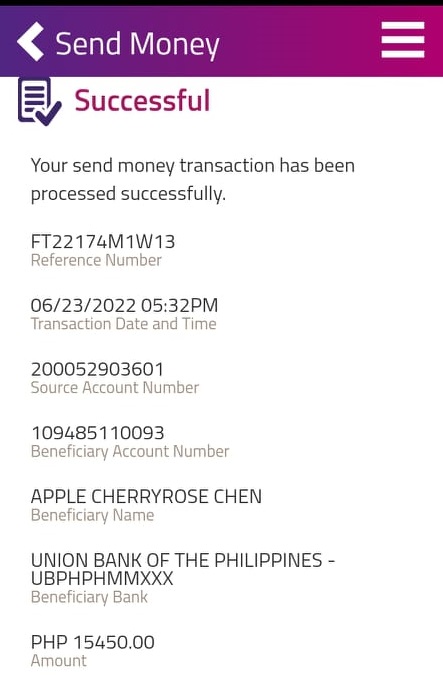 Send Money
Successful
Your send money transaction has been
processed successfully.
FT22174M1W13
Reference Number
06/23/2022 05:32PM
Transaction Date and Time
200052903601
Source Account Number
109485110093
Beneficiary Account Number
APPLE CHERRYROSE CHEN
Beneficiary Name
UNION BANK OF THE PHILIPPINES -
UBPHPHMMXXX
Beneficiary Bank
PHP 15450.00
Amount